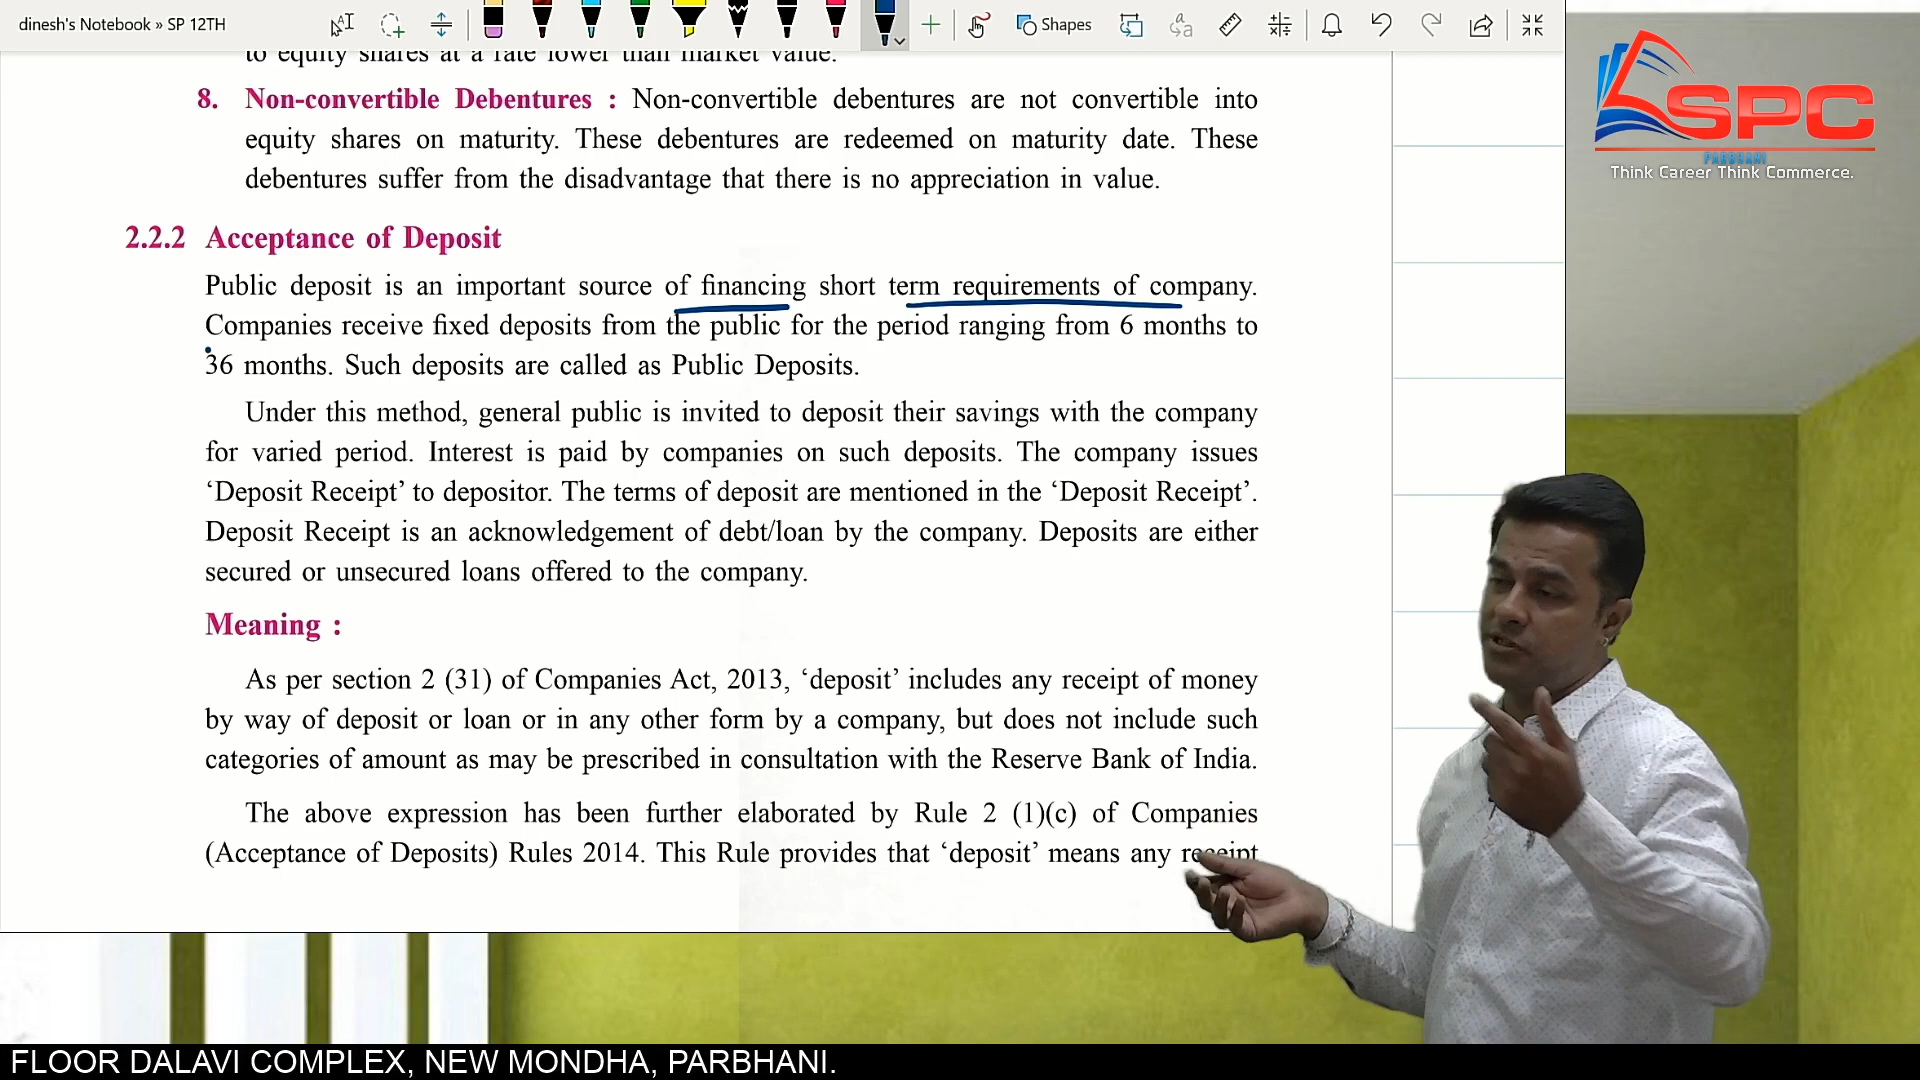 dinesh's Notebook » SP 12TH
Shapes
to equity shares at a rate lower than market value.
8. Non-convertible Debentures : Non-convertible debentures are not convertible into
equity shares on maturity. These debentures are redeemed on maturity date. These
debentures suffer from the disadvantage that there is no appreciation in value.
2.2.2 Acceptance of Deposit
Public deposit is an important source of financing short term requirements of company.
Companies receive fixed deposits from the public for the period ranging from 6 months to
36 months. Such deposits are called as Public Deposits.
Under this method, general public is invited to deposit their savings with the company
for varied period. Interest is paid by companies on such deposits. The company issues
‘Deposit Receipt’ to depositor. The terms of deposit are mentioned in the ‘Deposit Receipt’.
Deposit Receipt is an acknowledgement of debt/loan by the company. Deposits are either
secured or unsecured loans offered to the company.
Meaning :
As per section 2 (31) of Companies Act, 2013, ‘deposit’ includes any receipt of money
by way of deposit or loan or in any other form by a company, but does not include such
categories of amount as may be prescribed in consultation with the Reserve Bank of India.
The above expression has been further elaborated by Rule 2 (1)(c) of Companies
(Acceptance of Deposits) Rules 2014. This Rule provides that ‘deposit’ means any receipt
SPC
PARBHANI
Think Career Think Commerce.
FLOOR DALAVI COMPLEX, NEW MONDHA, PARBHANI.